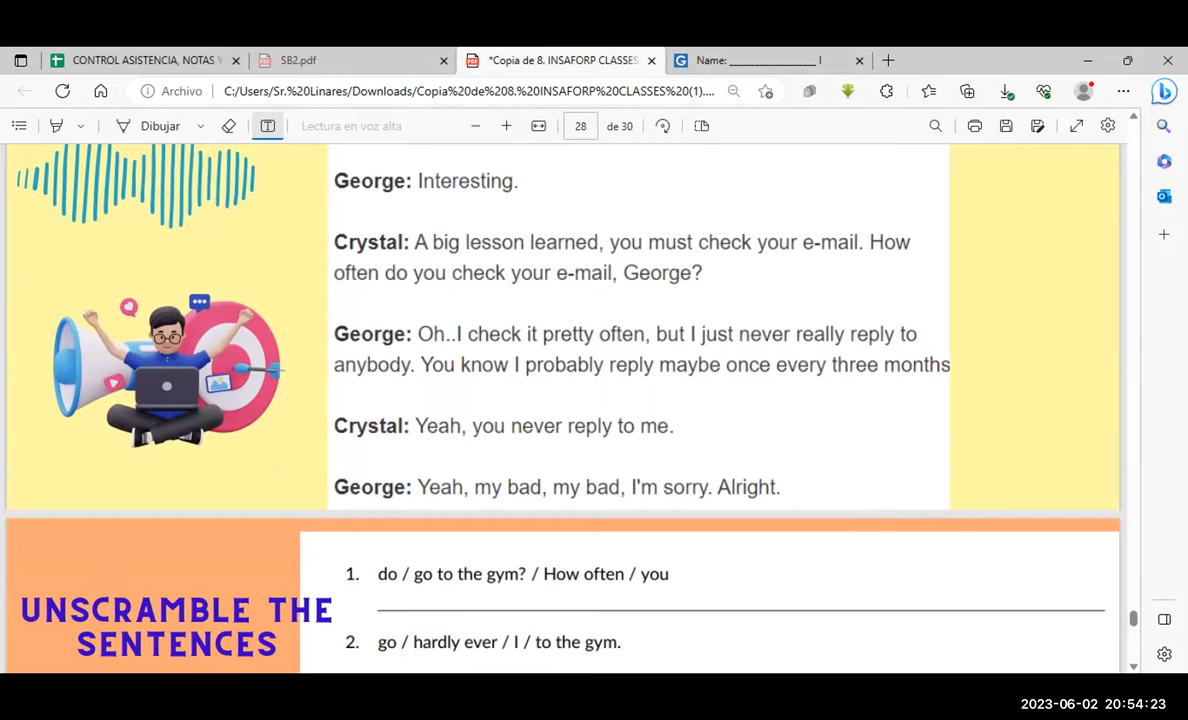 CONTROL ASISTENCIA, NOTAS Y
SB2.pdf
*Copia de 8. INSAFORP CLASSES
Name: ___________________ I
Archivo
C:/Users/Sr.%20Linares/Downloads/Copia%20de%208.%20INSAFORP%20CLASSES%20(1)....
Dibujar
Lectura en voz alta
28
de 30
George: Interesting.
Crystal: A big lesson learned, you must check your e-mail. How
often do you check your e-mail, George?
George: Oh..I check it pretty often, but I just never really reply to
anybody. You know I probably reply maybe once every three months
Crystal: Yeah, you never reply to me.
George: Yeah, my bad, my bad, I'm sorry. Alright.
UNSCRAMBLE THE
SENTENCES
1. do / go to the gym? / How often / you
2. go / hardly ever / I / to the gym.
2023-06-02 20:54:23